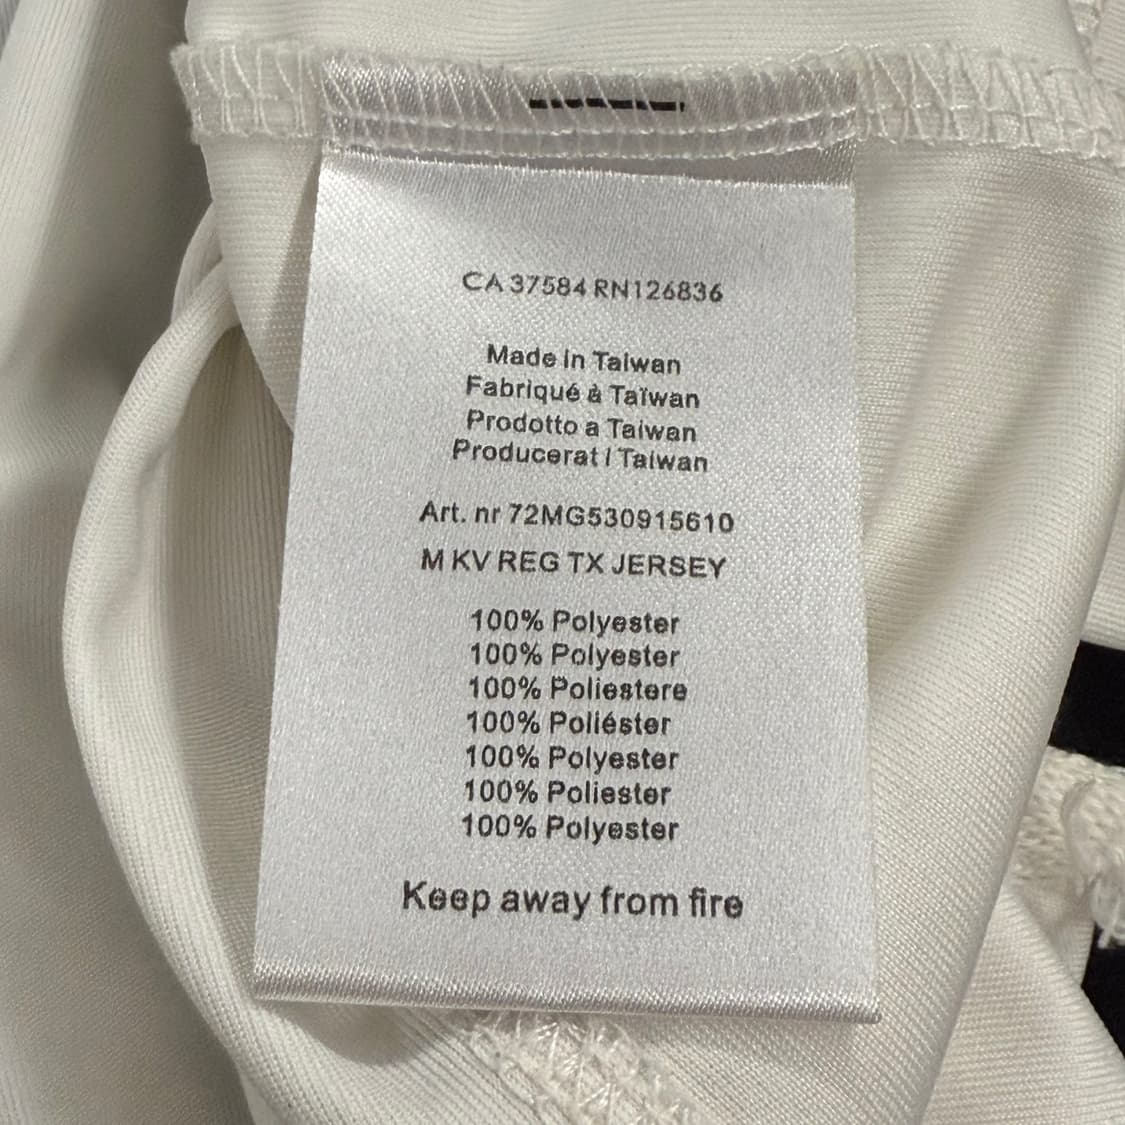 CA 37584 RN126836
Made in Taiwan
Fabriqué à Taïwan
Prodotto a Taiwan
Producerat i Taiwan
Art. nr 72MG530915610
M KV REG TX JERSEY
100% Polyester
100% Polyester
100% Poliestere
100% Poliéster
100% Polyester
100% Poliester
100% Polyester
Keep away from fire